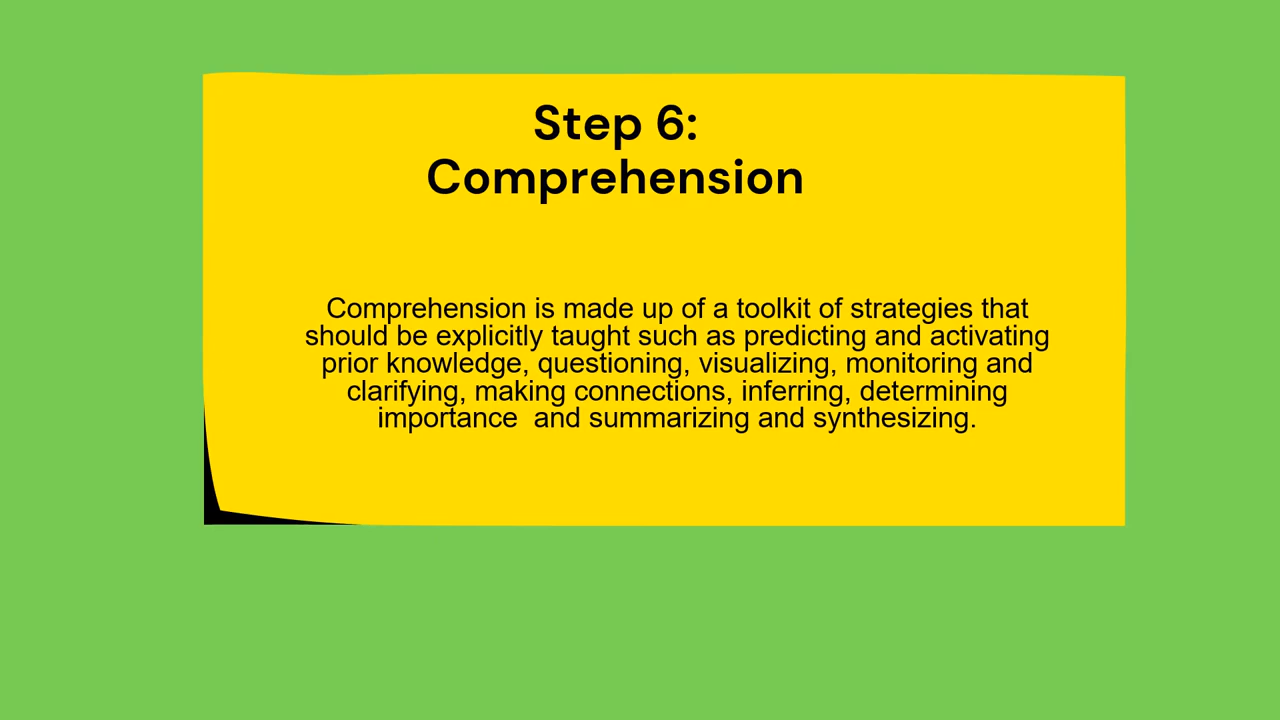 Step 6:
Comprehension
Comprehension is made up of a toolkit of strategies that
should be explicitly taught such as predicting and activating
prior knowledge, questioning, visualizing, monitoring and
clarifying, making connections, inferring, determining
importance  and summarizing and synthesizing.